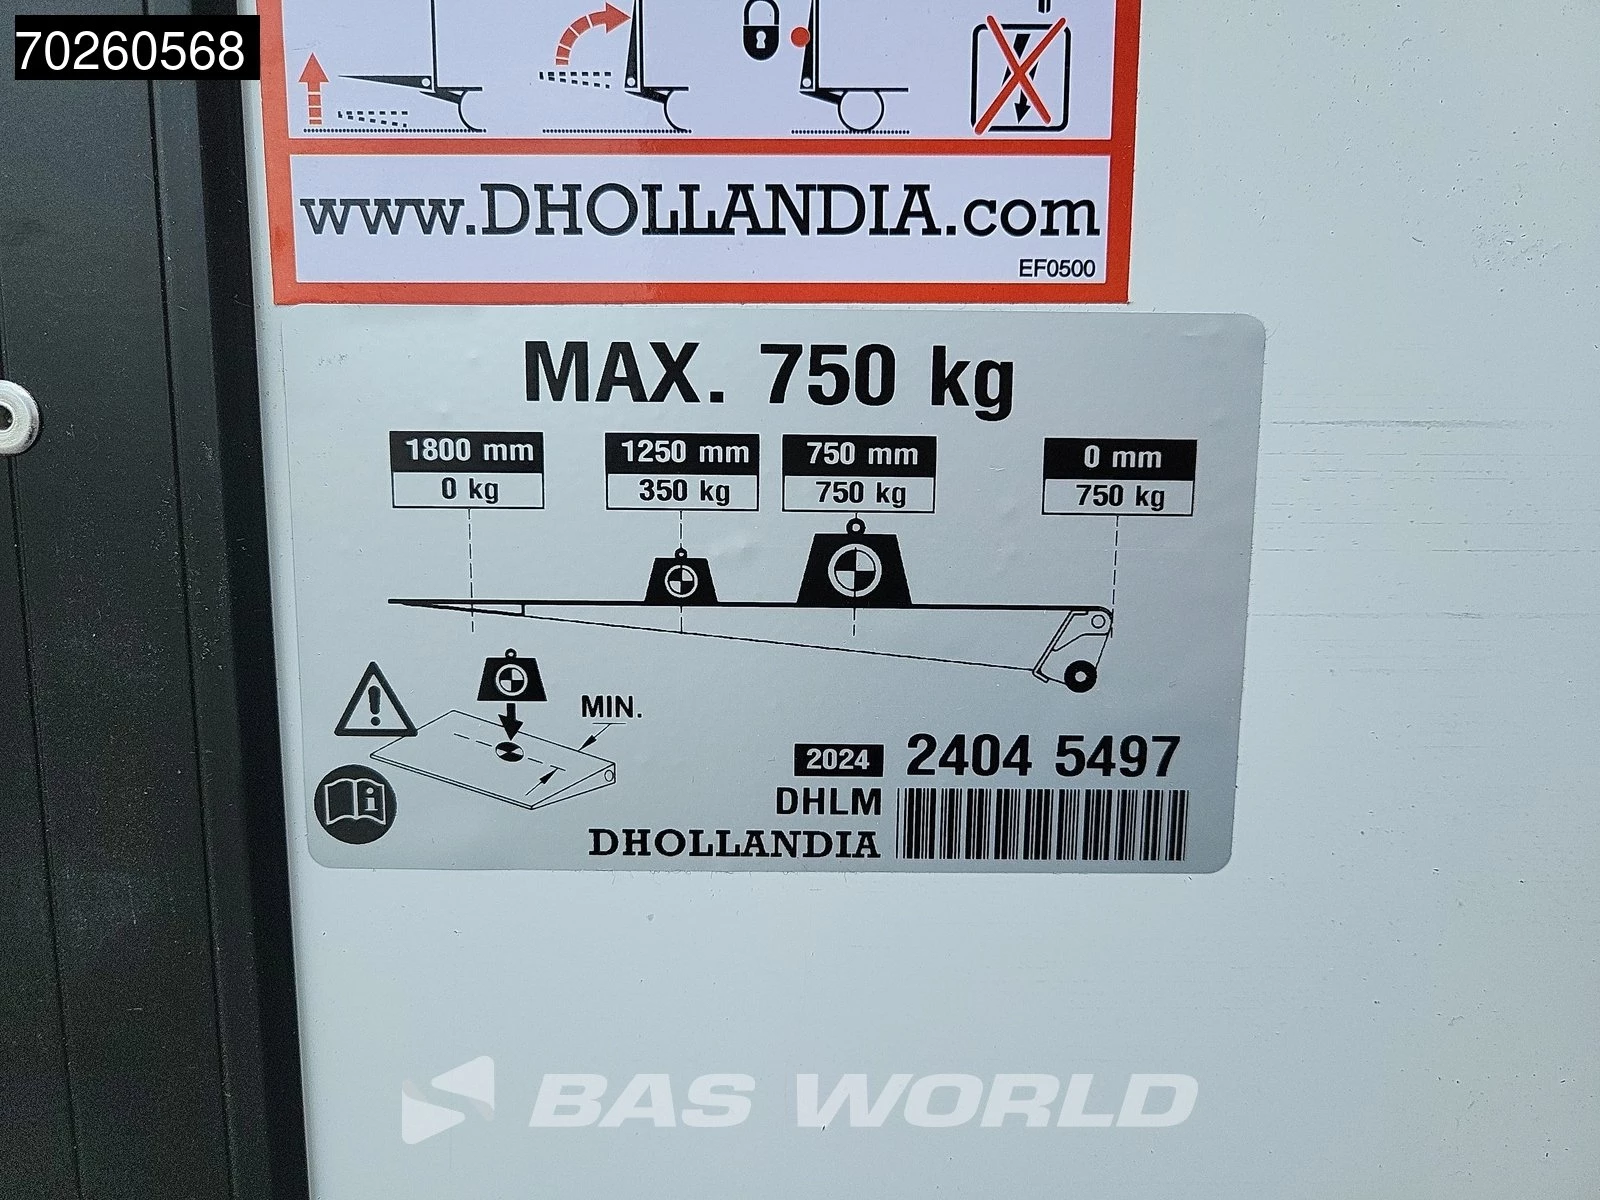 70260568
www.DHOLLANDIA.com
EF0500
MAX. 750 kg
1800 mm 1250 mm 750 mm 0 mm
0 kg 350 kg 750 kg 750 kg
MIN.
2024 2404 5497
DHLM
DHOLLANDIA
BAS WORLD